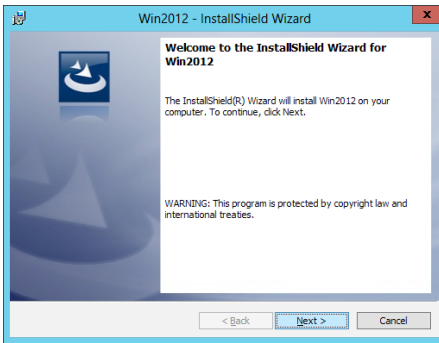 Win2012 - InstallShield Wizard
x
Welcome to the InstallShield Wizard for
Win2012
The InstallShield(R) Wizard will install Win2012 on your
computer. To continue, click Next.
WARNING: This program is protected by copyright law and
international treaties.
< Back Next > Cancel